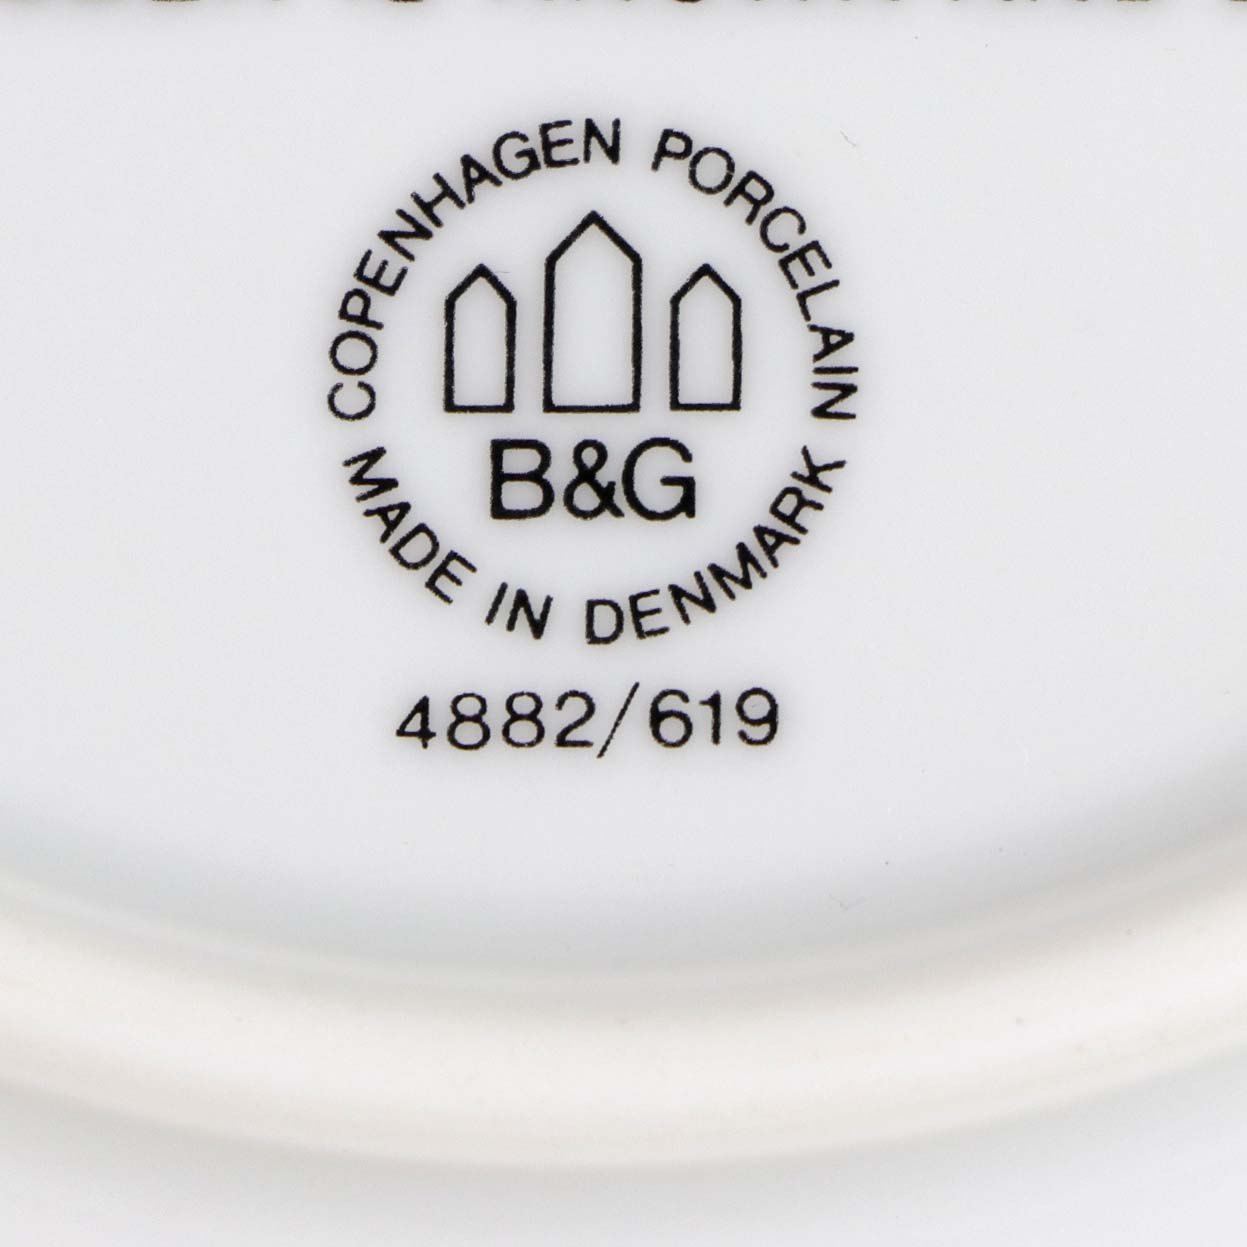 COPENHAGEN PORCELAIN
B&G
MADE IN DENMARK
4882/619